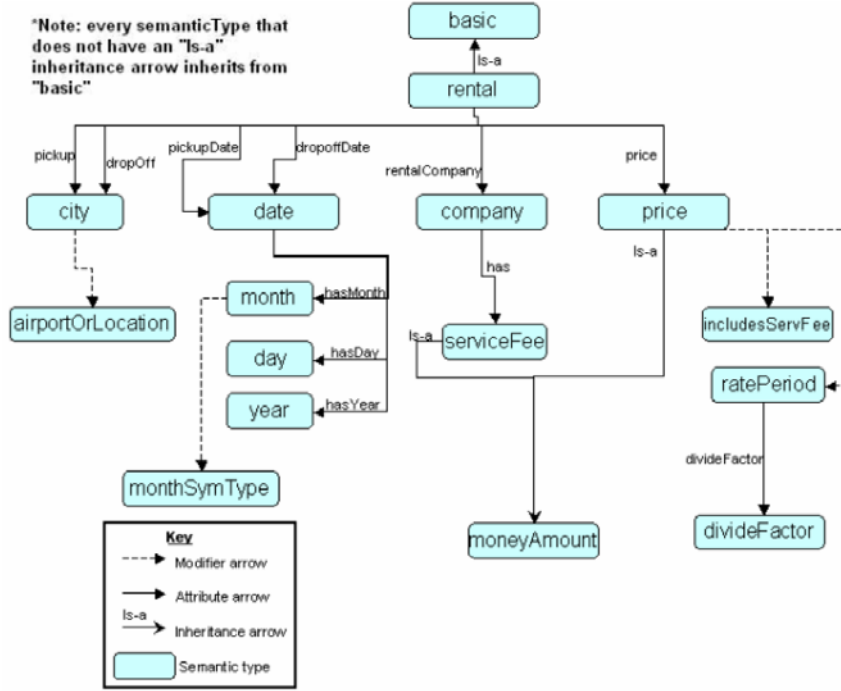 *Note: every semanticType that
does not have an "Is-a"
inheritance arrow inherits from
"basic"
basic
Is-a
rental
pickup
dropOff
pickupDate
dropoffDate
rentalCompany
price
city
date
company
price
Is-a
has
airportOrLocation
month
hasMonth
includesServFee
Is-a
serviceFee
day
hasDay
ratePeriod
year
hasYear
divideFactor
monthSymType
moneyAmount
divideFactor
Key
Modifier arrow
Attribute arrow
Is-a
Inheritance arrow
Semantic type